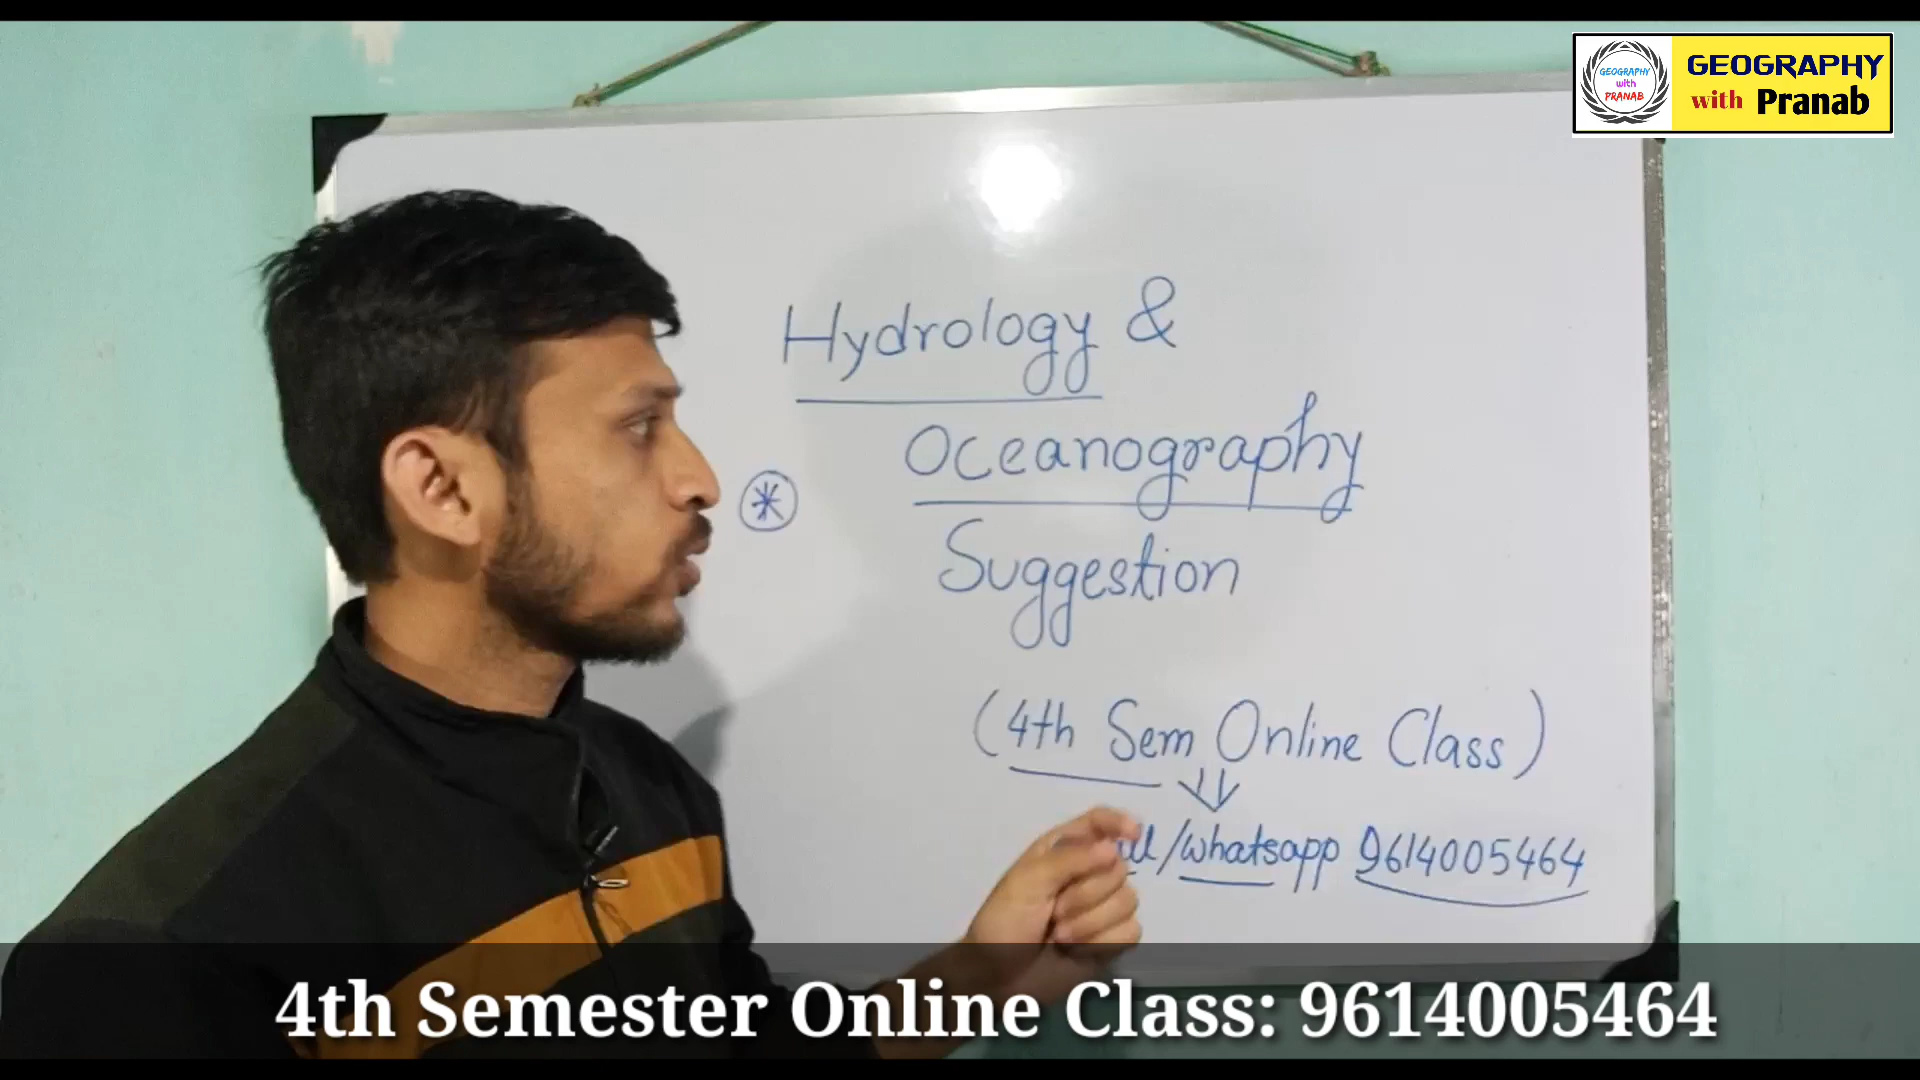 GEOGRAPHY
with
PRANAB
GEOGRAPHY
with Pranab
Hydrology &
Oceanography
Suggestion
(4th Sem Online Class)
/whatsapp 9614005464
4th Semester Online Class: 9614005464